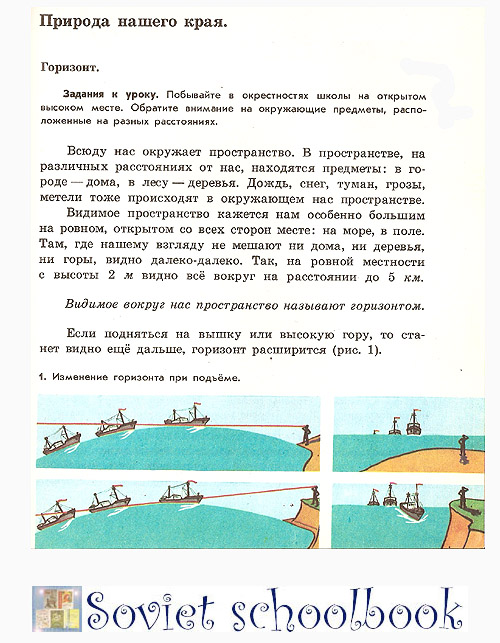 Природа нашего края.
Горизонт.
Задания к уроку. Побывайте в окрестностях школы на открытом
высоком месте. Обратите внимание на окружающие предметы, распо-
ложенные на разных расстояниях.
Всюду нас окружает пространство. В пространстве, на
различных расстояниях от нас, находятся предметы: в го-
роде — дома, в лесу — деревья. Дождь, снег, туман, грозы,
метели тоже происходят в окружающем нас пространстве.
Видимое пространство кажется нам особенно большим
на ровном, открытом со всех сторон месте: на море, в поле.
Там, где нашему взгляду не мешают ни дома, ни деревья,
ни горы, видно далеко-далеко. Так, на ровной местности
с высоты 2 м видно всё вокруг на расстоянии до 5 км.
Видимое вокруг нас пространство называют горизонтом.
Если подняться на вышку или высокую гору, то ста-
нет видно ещё дальше, горизонт расширится (рис. 1).
1. Изменение горизонта при подъёме.
Soviet schoolbook